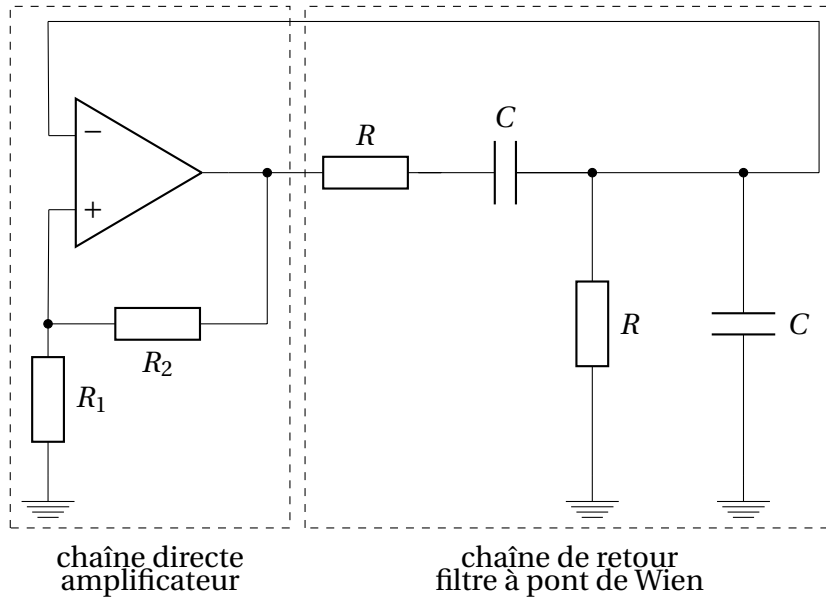 R
C
−
+
R
C
R₂
R₁
chaîne directe
amplificateur
chaîne de retour
filtre à pont de Wien